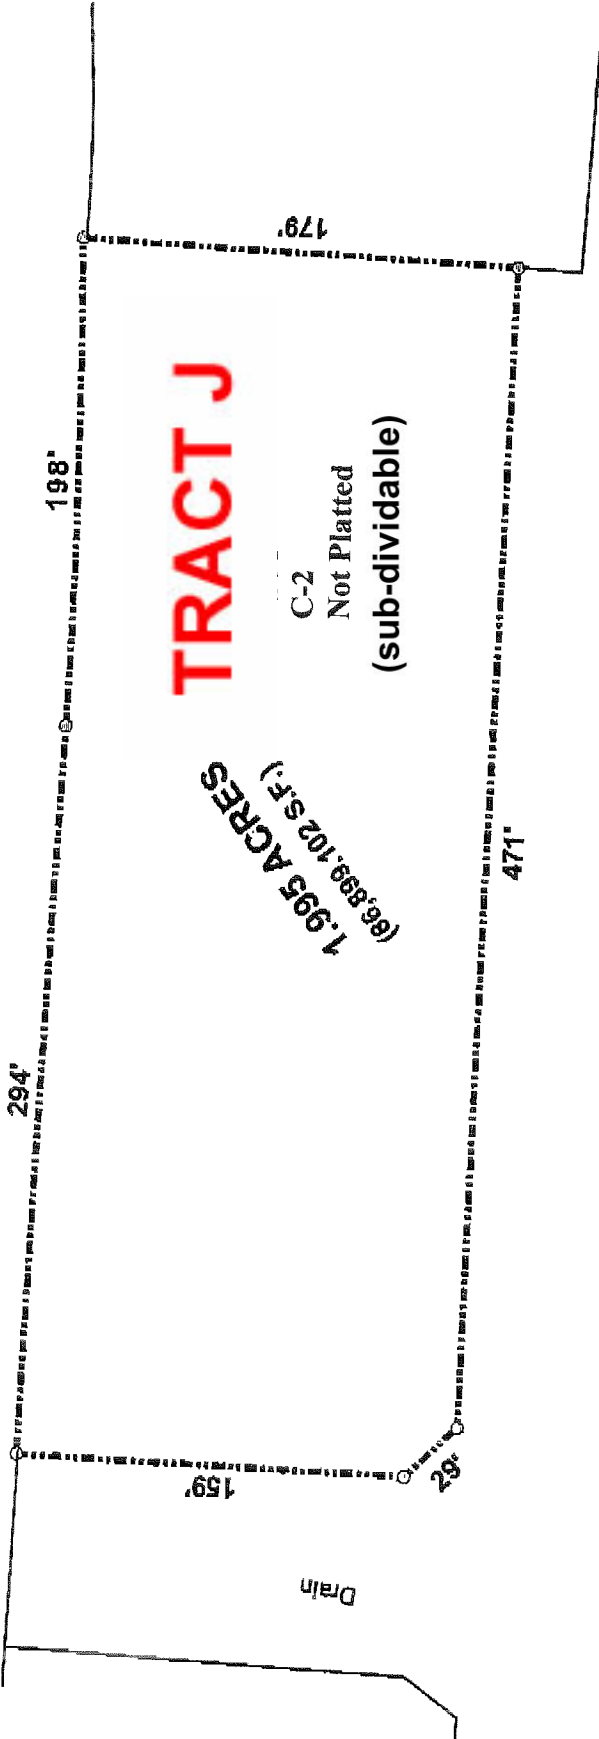 179'
198'
TRACT J
C-2
Not Platted
(sub-dividable)
1.995 ACRES
(86,899.102 S.F.)
471'
294'
159'
29'
Drain